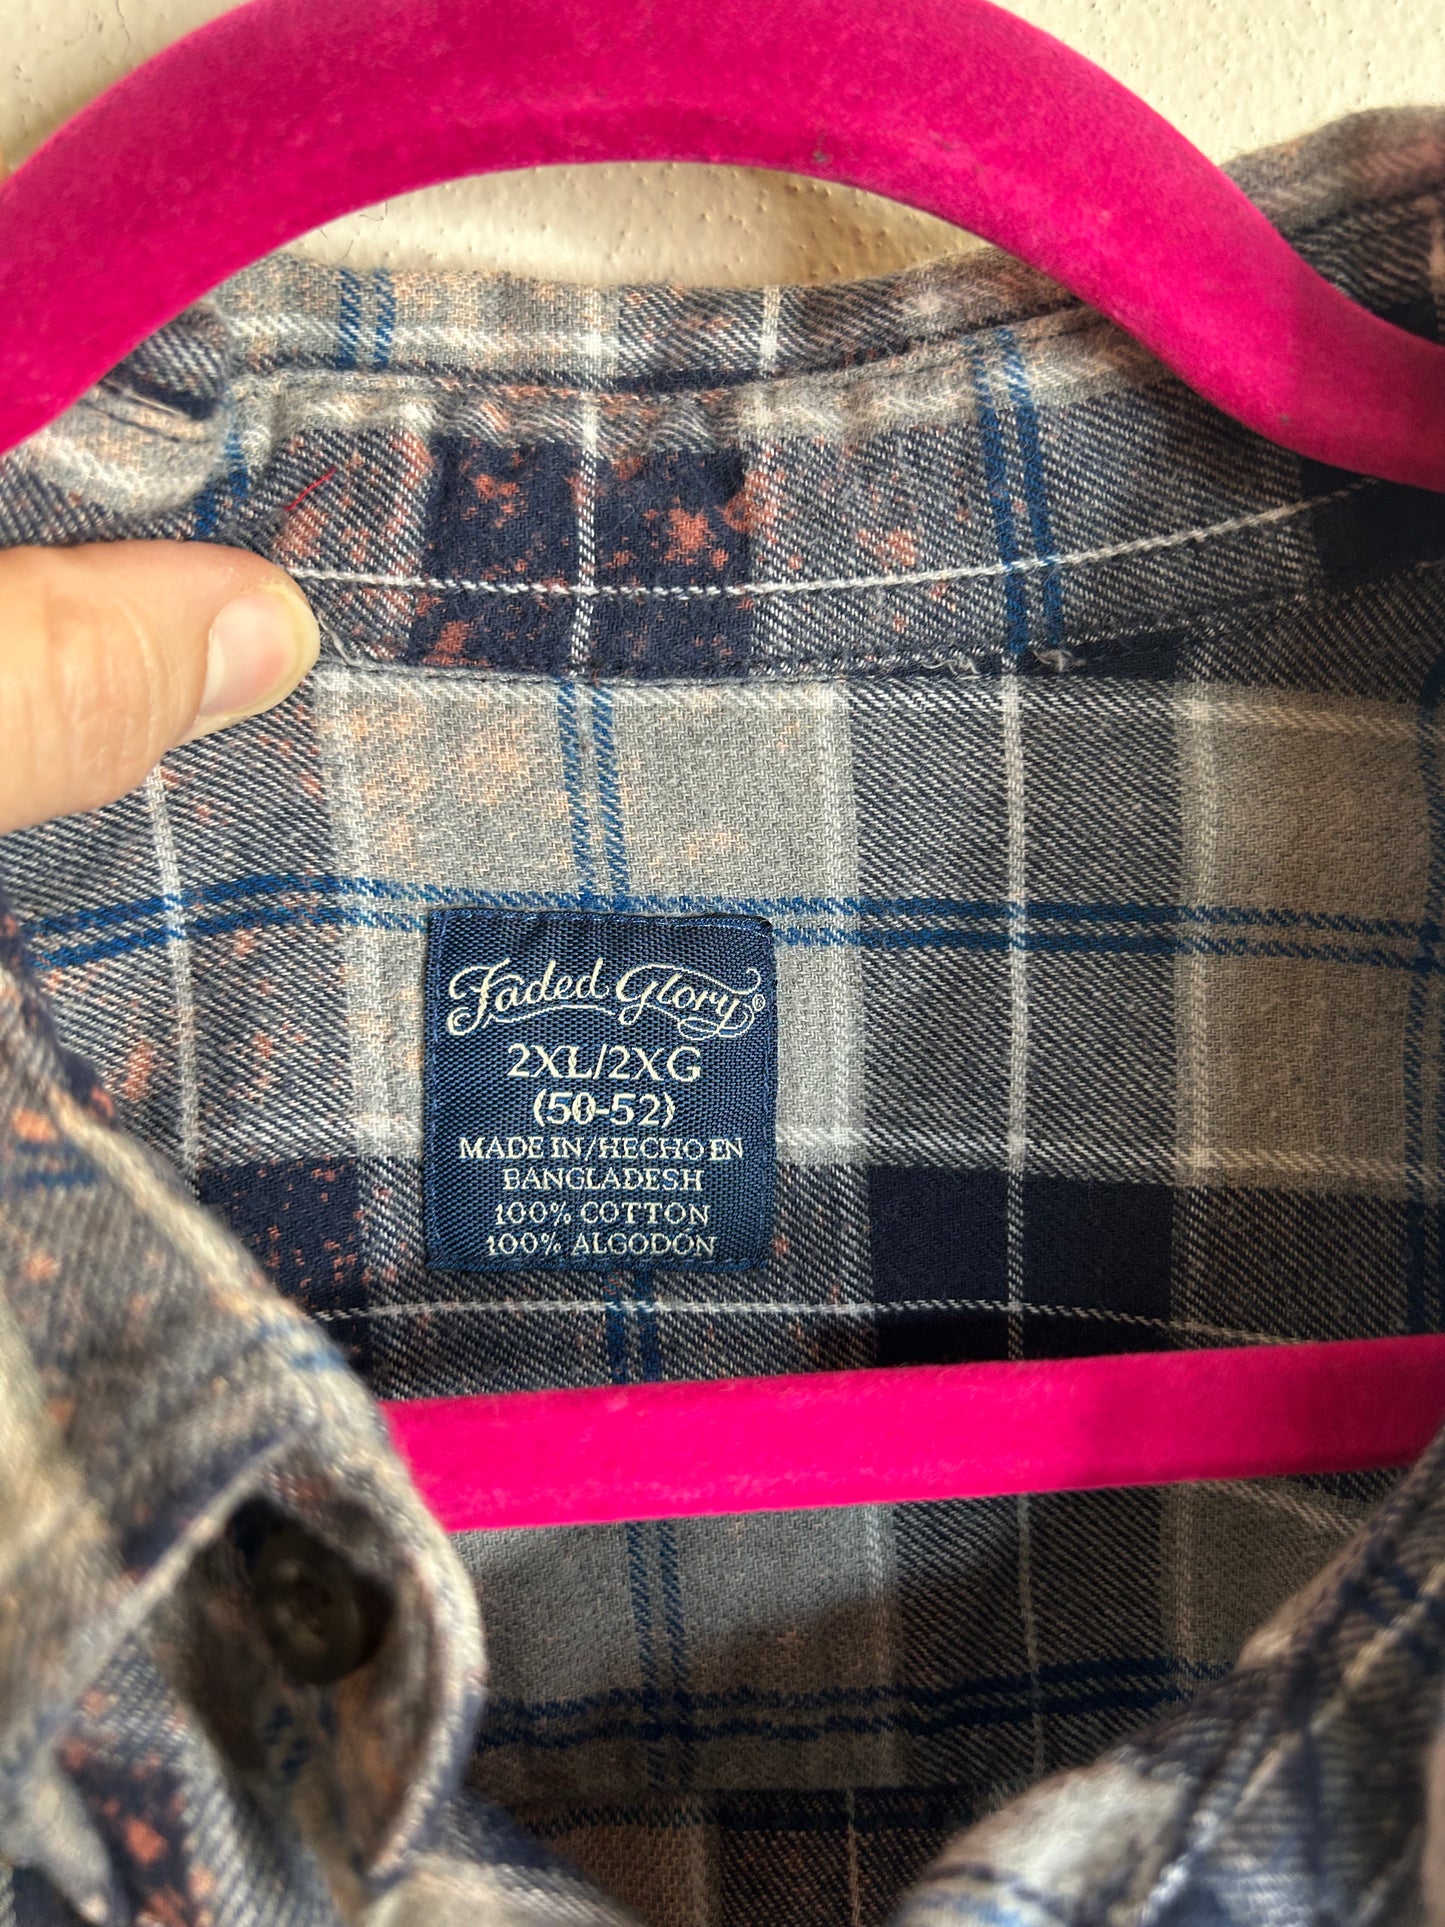 Faded Glory®
2XL/2XG
(50-52)
MADE IN/HECHO EN
BANGLADESH
100% COTTON
100% ALGODON